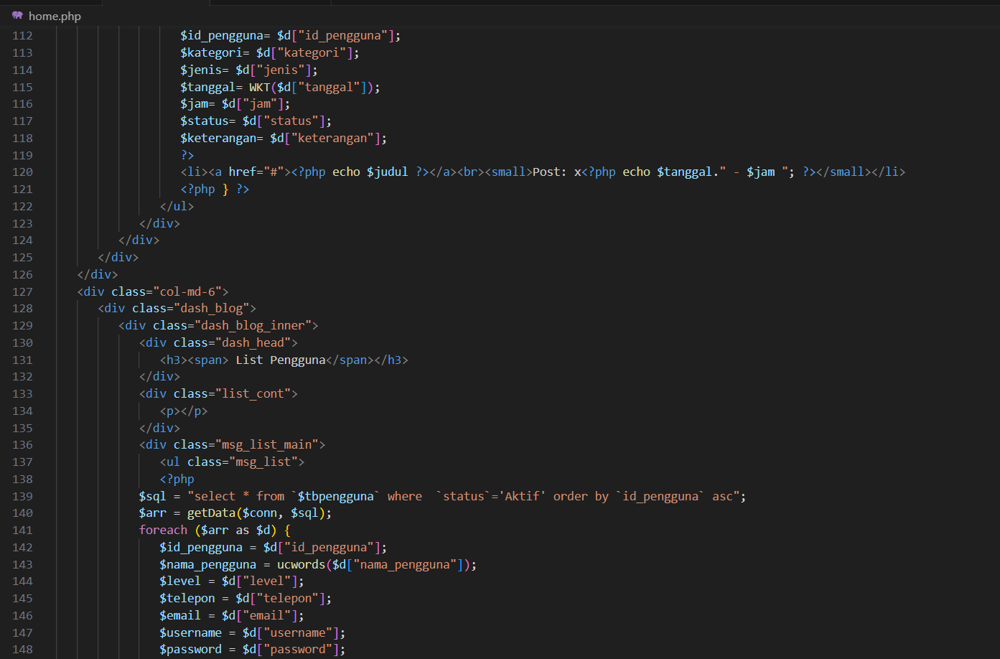 home.php
112 $id_pengguna= $d["id_pengguna"];
113 $kategori= $d["kategori"];
114 $jenis= $d["jenis"];
115 $tanggal= WKT($d["tanggal"]);
116 $jam= $d["jam"];
117 $status= $d["status"];
118 $keterangan= $d["keterangan"];
119 ?>
120 <li><a href="#"><?php echo $judul ?></a><br><small>Post: x<?php echo $tanggal." - $jam "; ?></small></li>
121 <?php } ?>
122 </ul>
123 </div>
124 </div>
125 </div>
126 </div>
127 <div class="col-md-6">
128 <div class="dash_blog">
129 <div class="dash_blog_inner">
130 <div class="dash_head">
131 <h3><span> List Pengguna</span></h3>
132 </div>
133 <div class="list_cont">
134 <p></p>
135 </div>
136 <div class="msg_list_main">
137 <ul class="msg_list">
138 <?php
139 $sql = "select * from `$tbpengguna` where  `status`='Aktif' order by `id_pengguna` asc";
140 $arr = getData($conn, $sql);
141 foreach ($arr as $d) {
142 $id_pengguna = $d["id_pengguna"];
143 $nama_pengguna = ucwords($d["nama_pengguna"]);
144 $level = $d["level"];
145 $telepon = $d["telepon"];
146 $email = $d["email"];
147 $username = $d["username"];
148 $password = $d["password"];